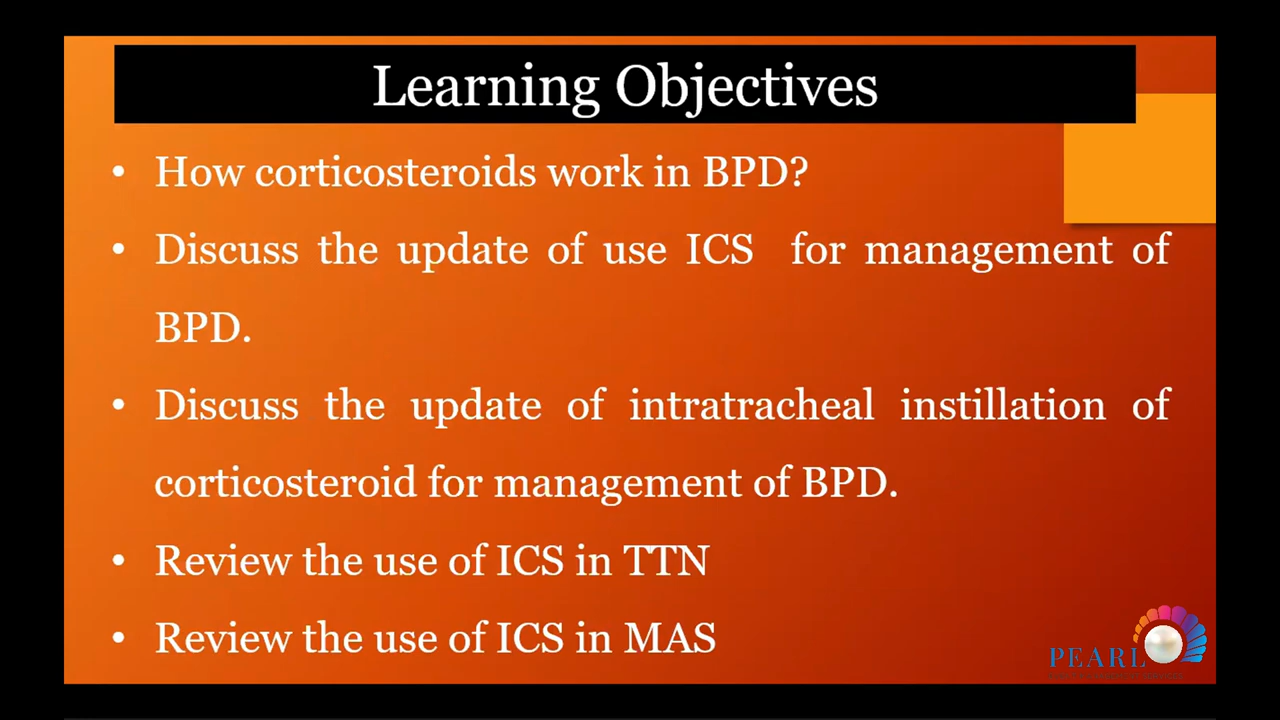 Learning Objectives
• How corticosteroids work in BPD?
• Discuss the update of use ICS for management of
BPD.
• Discuss the update of intratracheal instillation of
corticosteroid for management of BPD.
• Review the use of ICS in TTN
• Review the use of ICS in MAS
PEARL